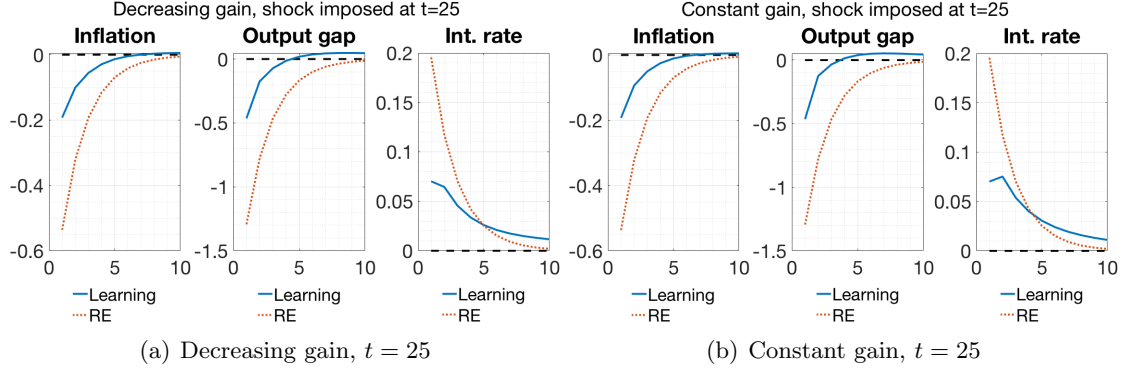 Decreasing gain, shock imposed at t=25
Inflation
Output gap
Int. rate
0
-0.2
-0.4
-0.6
0
5
10
0
-0.5
-1
-1.5
0
5
10
0.2
0.15
0.1
0.05
0
0
5
10
Learning
RE
Learning
RE
Learning
RE
(a) Decreasing gain, t = 25
Constant gain, shock imposed at t=25
Inflation
Output gap
Int. rate
0
-0.2
-0.4
-0.6
0
5
10
0
-0.5
-1
-1.5
0
5
10
0.2
0.15
0.1
0.05
0
0
5
10
Learning
RE
Learning
RE
Learning
RE
(b) Constant gain, t = 25